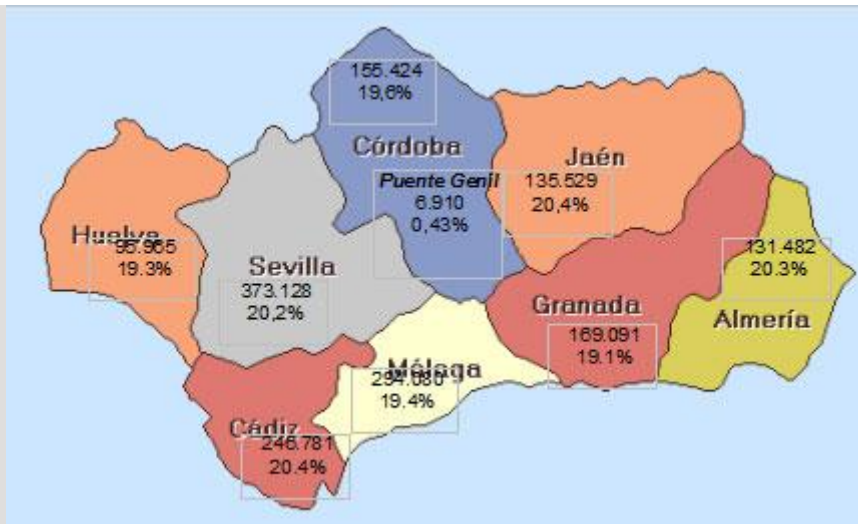 155.424
19,6%
Córdoba
Jaén
Puente Genil
6.910
0,43%
135.529
20,4%
Huelva
19.3%
Sevilla
373.128
20,2%
131.482
20.3%
Almería
Granada
169.091
19.1%
Málaga
294.080
19.4%
Cádiz
246.781
20.4%